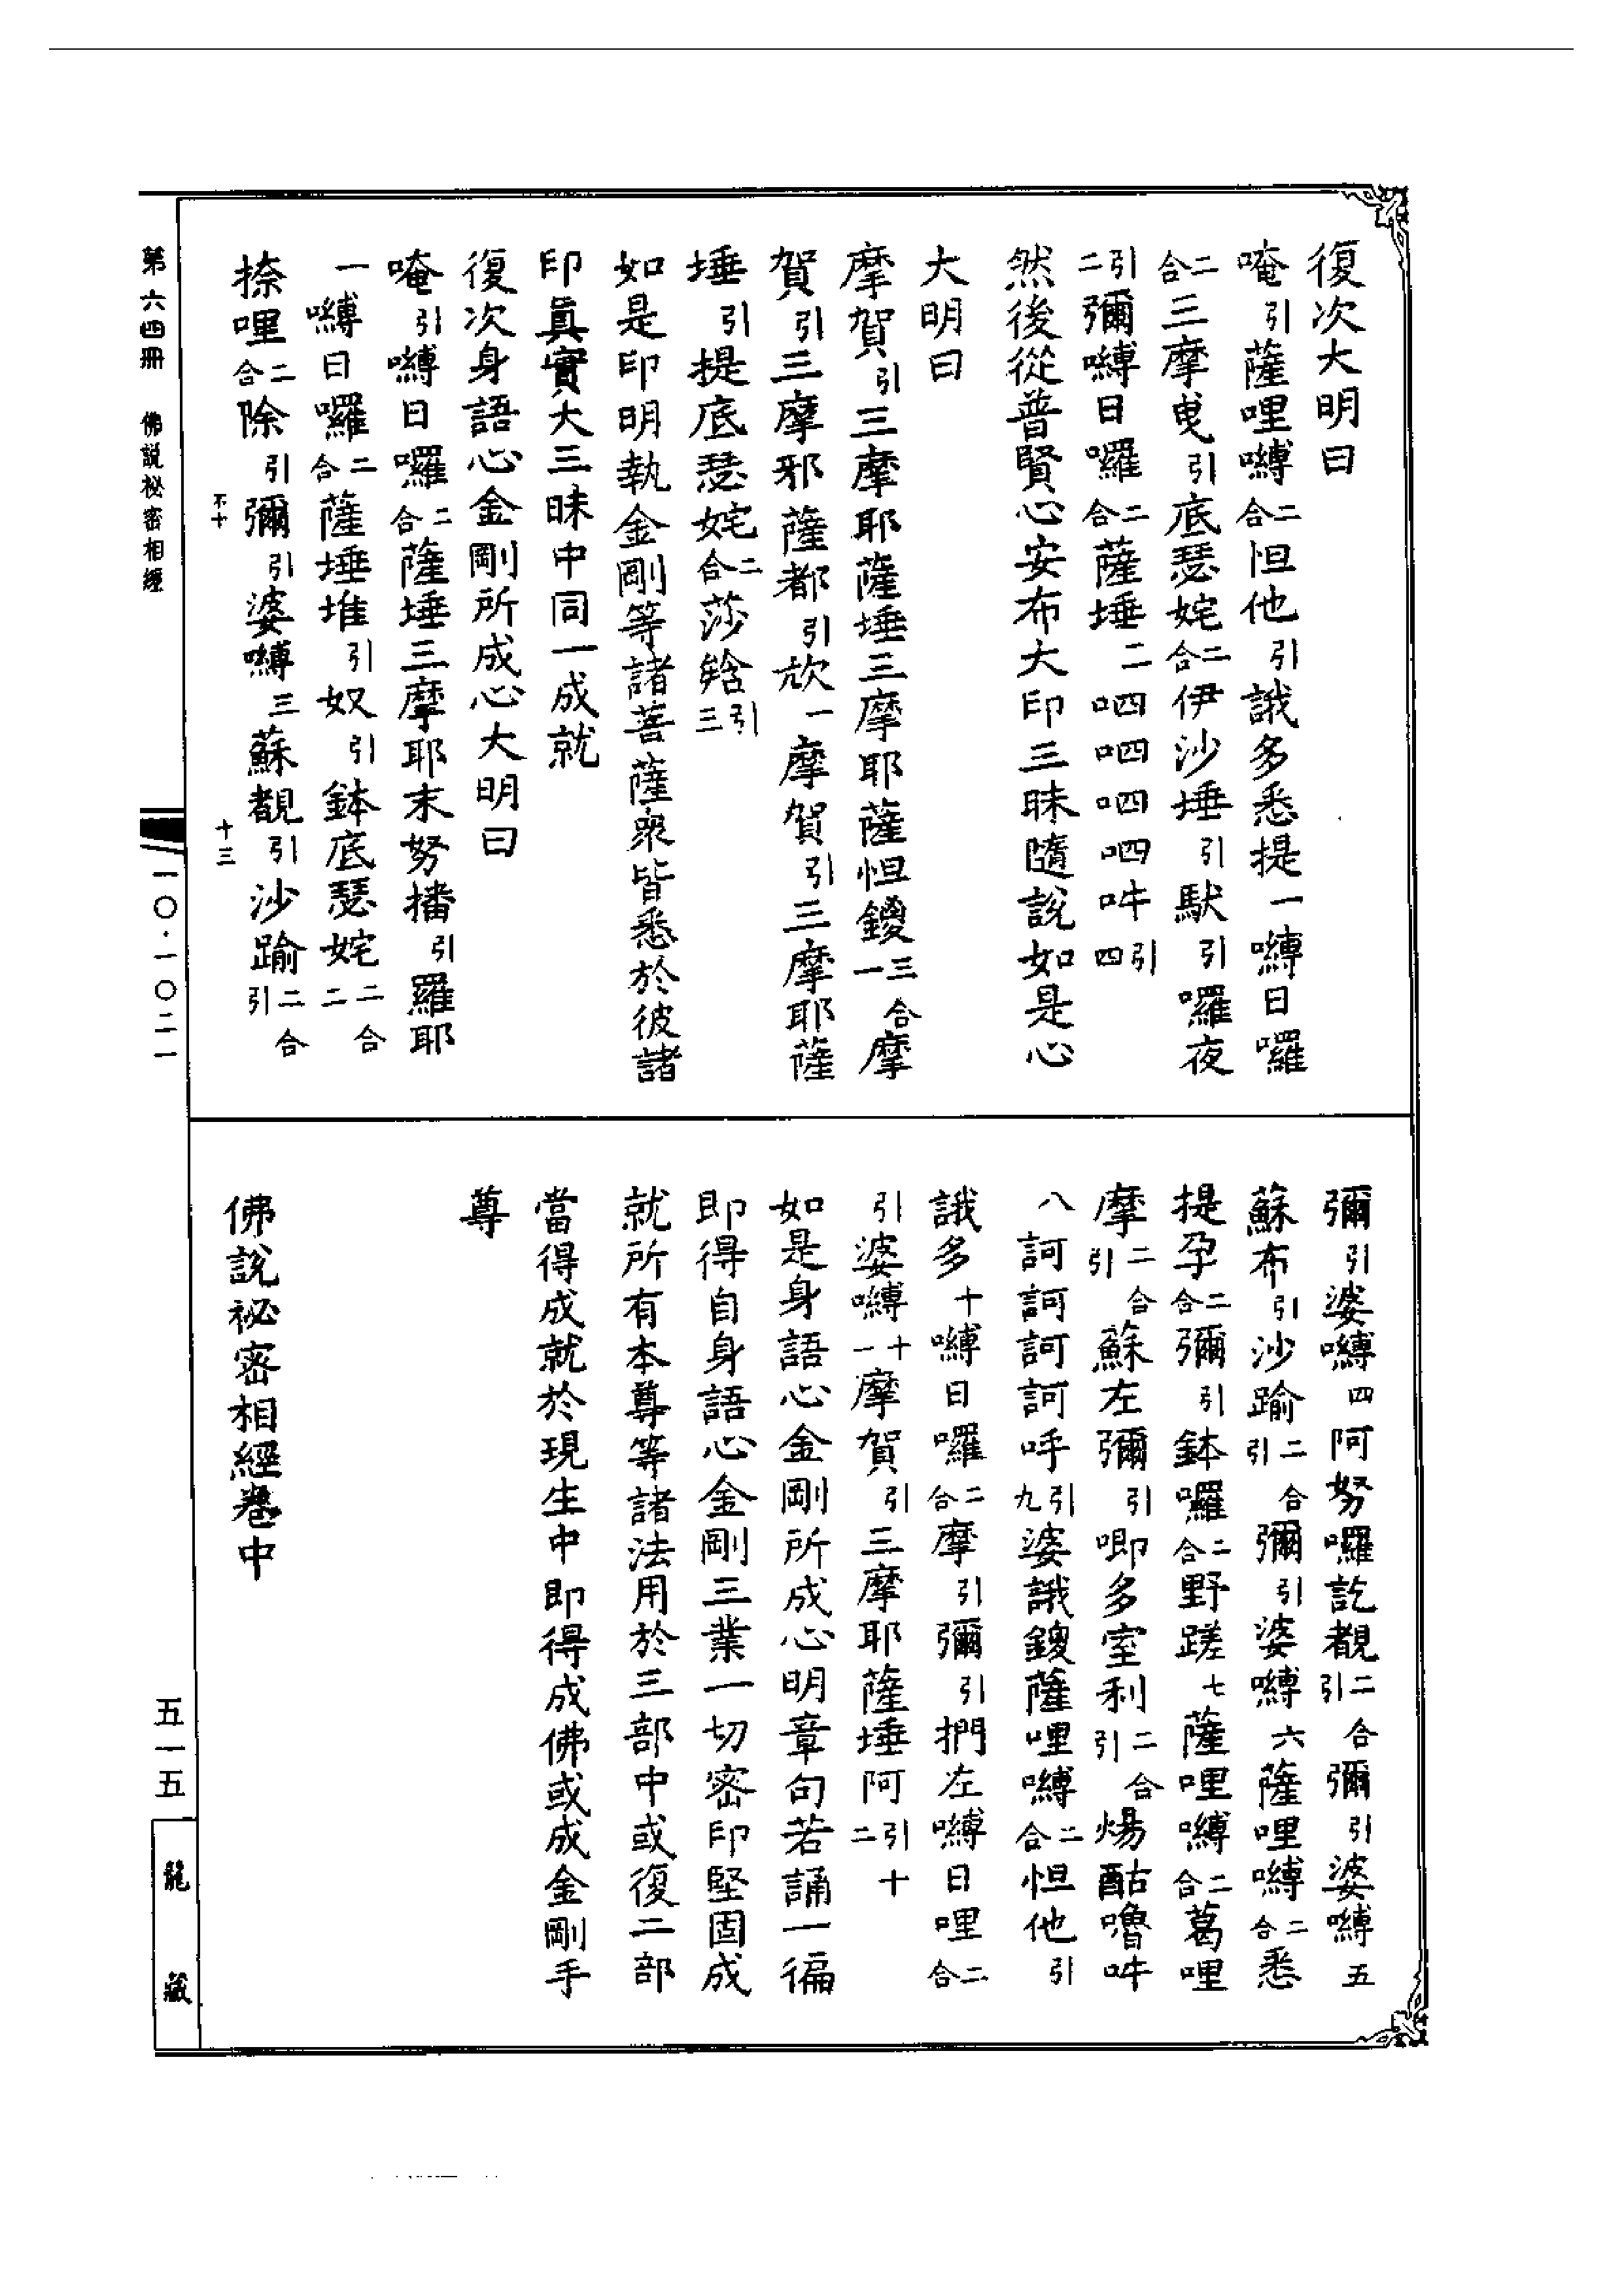 復次大明曰
唵引薩哩嚩二合怛他引誐多悉提一嚩日囉
二合三摩曳引底瑟姹二合伊沙埵引馱引囉夜
引二彌嚩日囉二合薩埵二呬呬呬呬吽引四
然後從普賢心安布大印三昧隨說如是心
大明曰
摩賀引三摩耶薩埵三摩耶薩怛鑁三合一摩
賀引三摩邪薩都引欻一摩賀引三摩耶薩
埵引提底瑟姹二合莎𤚥引三
如是印明執金剛等諸菩薩衆皆悉於彼諸
印眞實大三昧中同一成就
復次身語心金剛所成心大明曰
唵引嚩日囉二合薩埵三摩耶末努播引羅耶
一嚩日囉二合薩埵堆引奴引鉢底瑟姹二合二
捺哩二合除引彌引婆嚩三蘇覩引沙踰二合引
彌引婆嚩四阿努囉訖覩二合引彌引婆嚩五
蘇布引沙踰二合引彌引婆嚩六薩哩嚩二合悉
提孕二合彌引鉢囉二合野蹉七薩哩嚩二合葛哩
摩二合引蘇左彌引唧多室利二合引煬酤嚕吽
八訶訶訶訶呼引九婆誐鑁薩哩嚩二合怛他引
誐多十嚩日囉二合摩引彌引捫左嚩日哩二合
引婆嚩十一摩賀引三摩耶薩埵阿引十二
如是身語心金剛所成心明章句若誦一徧
即得自身語心金剛三業一切密印堅固成
就所有本尊等諸法用於三部中或復二部
當得成就於現生中即得成佛或成金剛手
尊
佛說祕密相經卷中
第六四冊 佛説祕密相經
不十 十三
一〇·一〇二一
五一五
龍藏